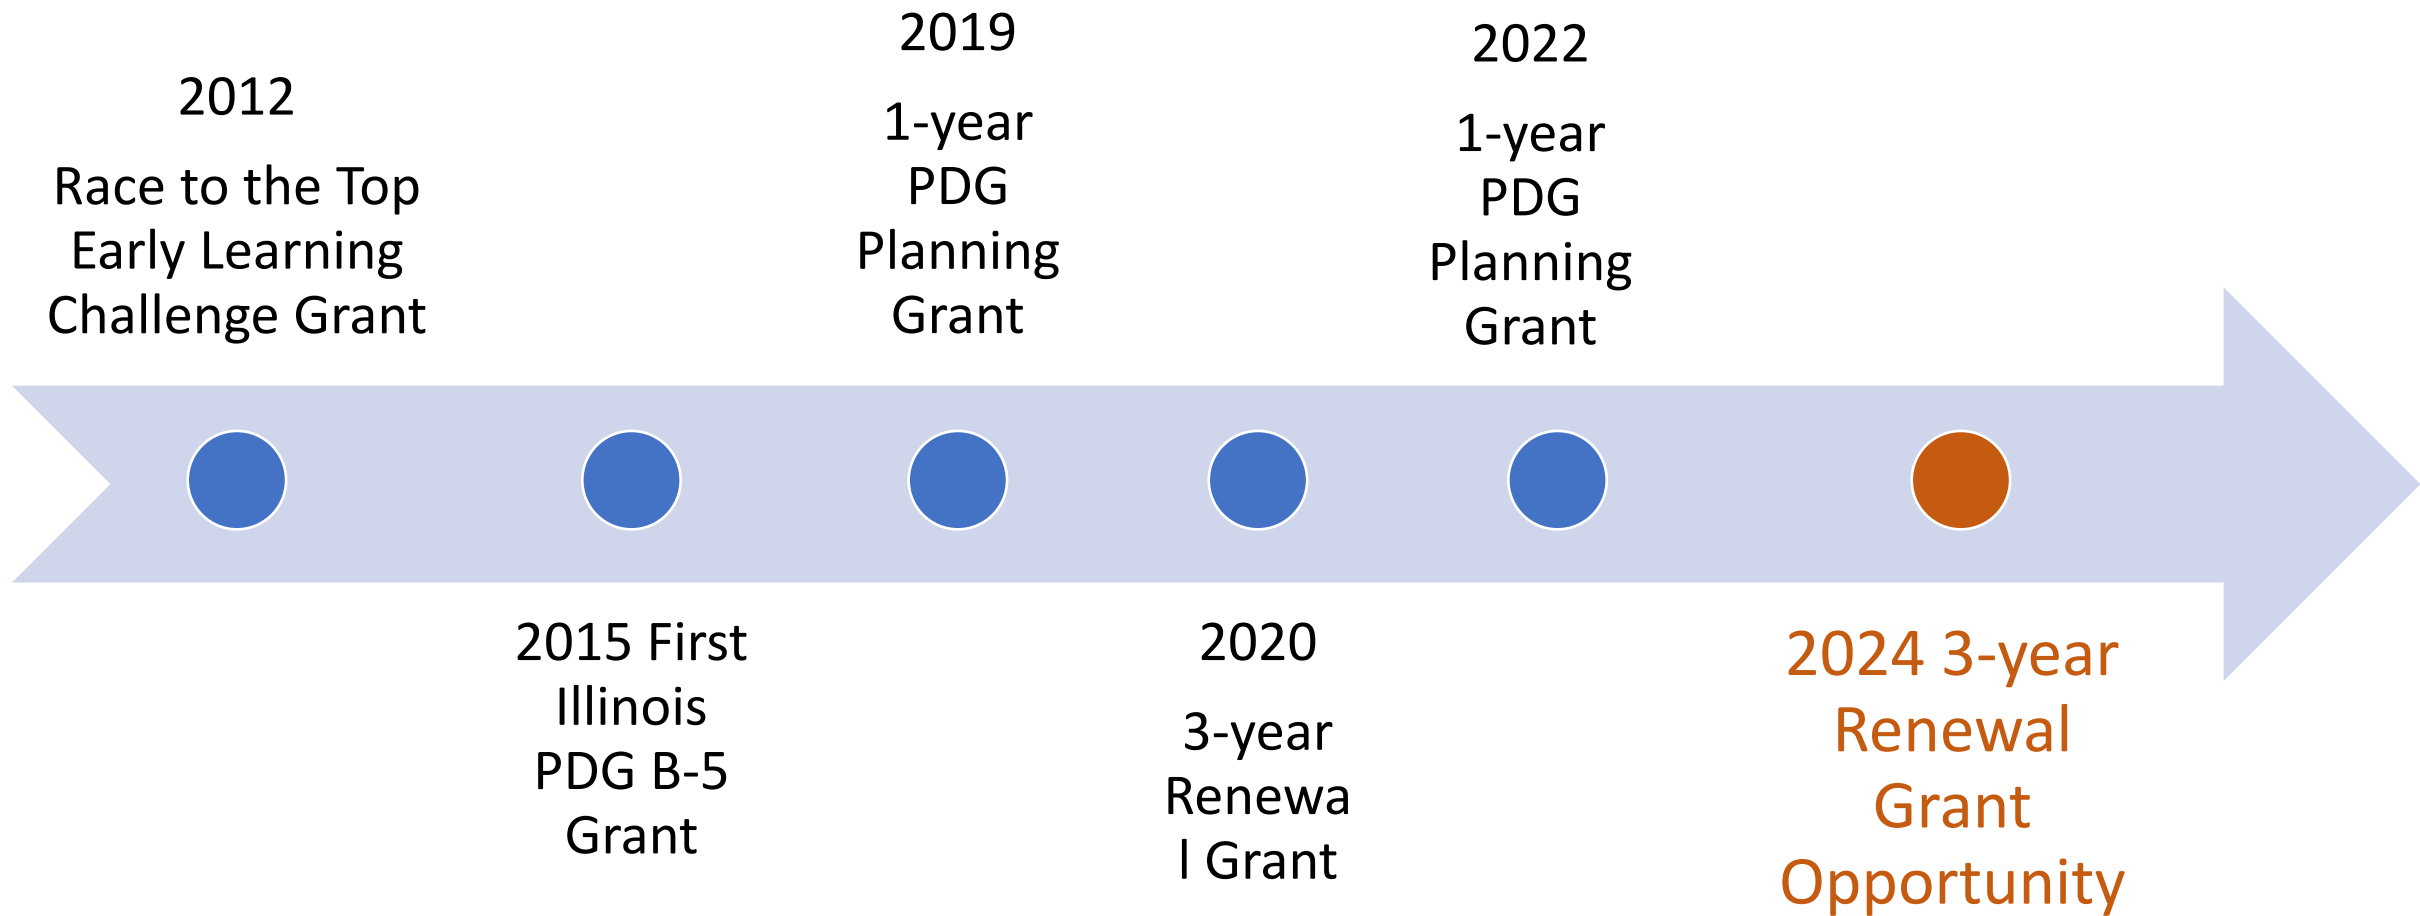 2012
Race to the Top
Early Learning
Challenge Grant
2015 First
Illinois
PDG B-5
Grant
2019
1-year
PDG
Planning
Grant
2020
3-year
Renewa
l Grant
2022
1-year
PDG
Planning
Grant
2024 3-year
Renewal
Grant
Opportunity